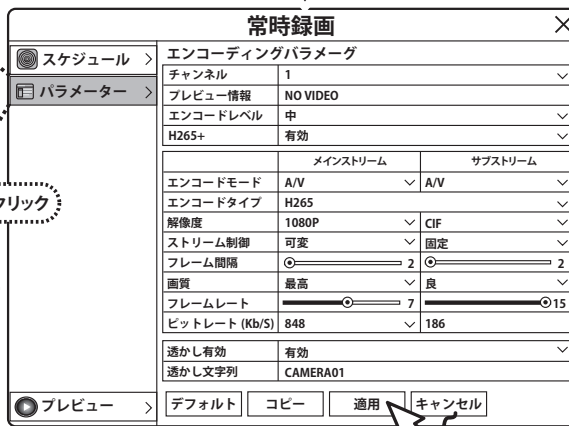 常時録画
スケジュール
パラメーター
プレビュー
クリック
エンコーディングパラメーグ
チャンネル 1
プレビュー情報 NO VIDEO
エンコードレベル 中
H265+ 有効
メインストリーム サブストリーム
エンコードモード A/V A/V
エンコードタイプ H265
解像度 1080P CIF
ストリーム制御 可変 固定
フレーム間隔 2 2
画質 最高 良
フレームレート 7 15
ビットレート (Kb/S) 848 186
透かし有効 有効
透かし文字列 CAMERA01
デフォルト コピー 適用 キャンセル